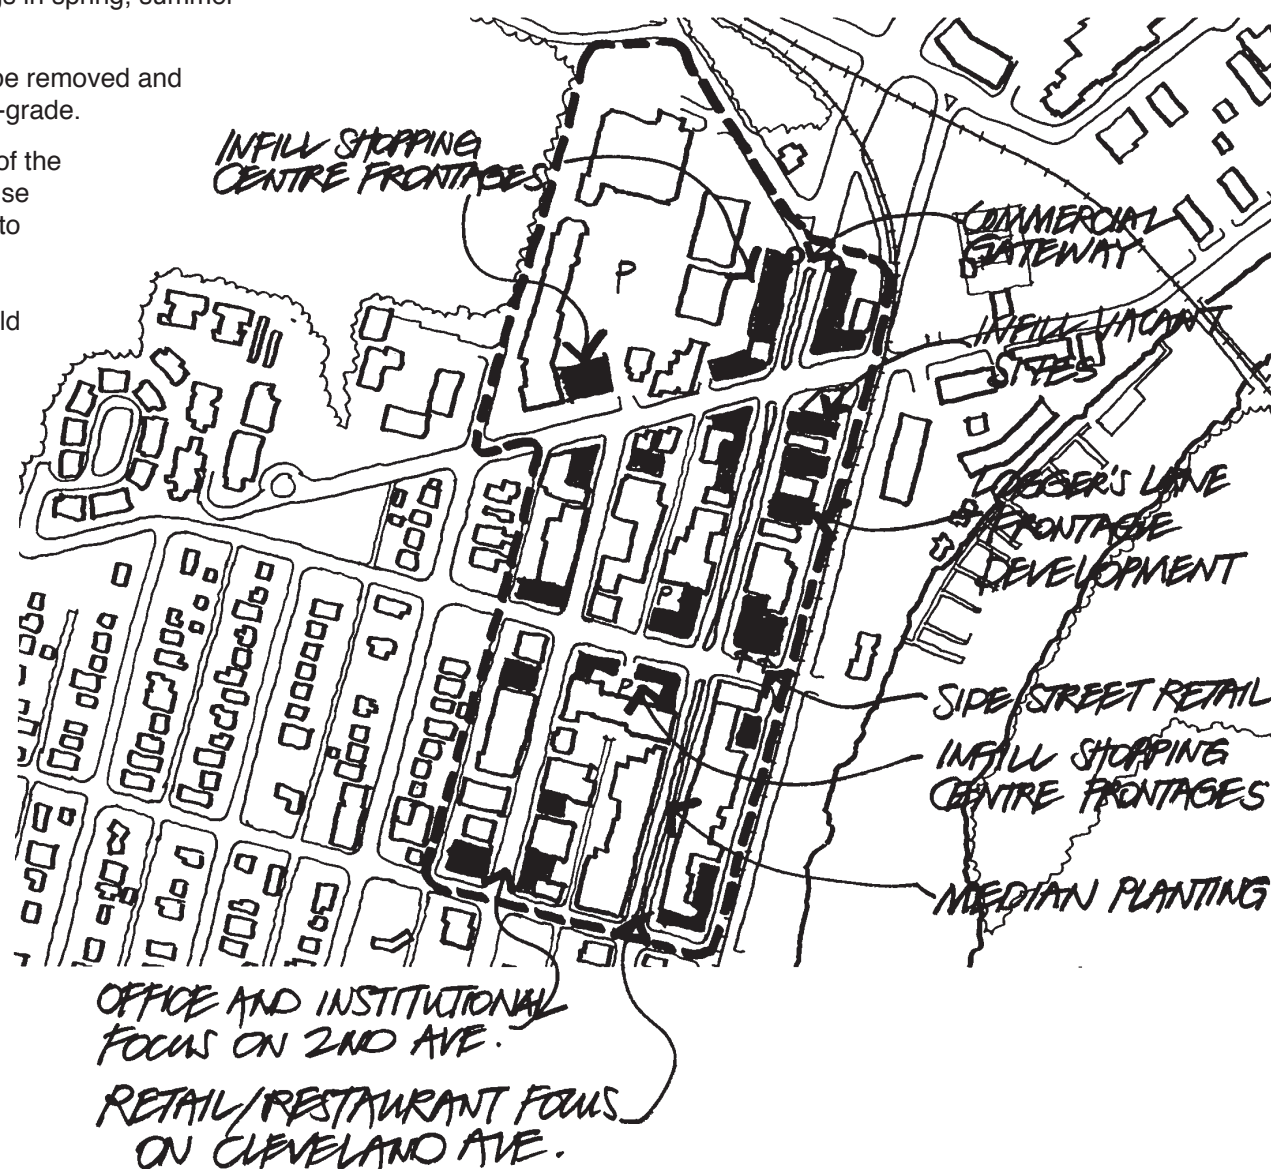 gs in spring, summer
be removed and
-grade.
of the
se
to
ld
INFILL SHOPPING
CENTRE FRONTAGES
COMMERCIAL
GATEWAY
P
INFILL VACANT
SITES
LOGGER'S LANE
FRONTAGE
DEVELOPMENT
P
SIDE STREET RETAIL
P
INFILL SHOPPING
CENTRE FRONTAGES
MEDIAN PLANTING
OFFICE AND INSTITUTIONAL
FOCUS ON 2ND AVE.
RETAIL/RESTAURANT FOCUS
ON CLEVELAND AVE.